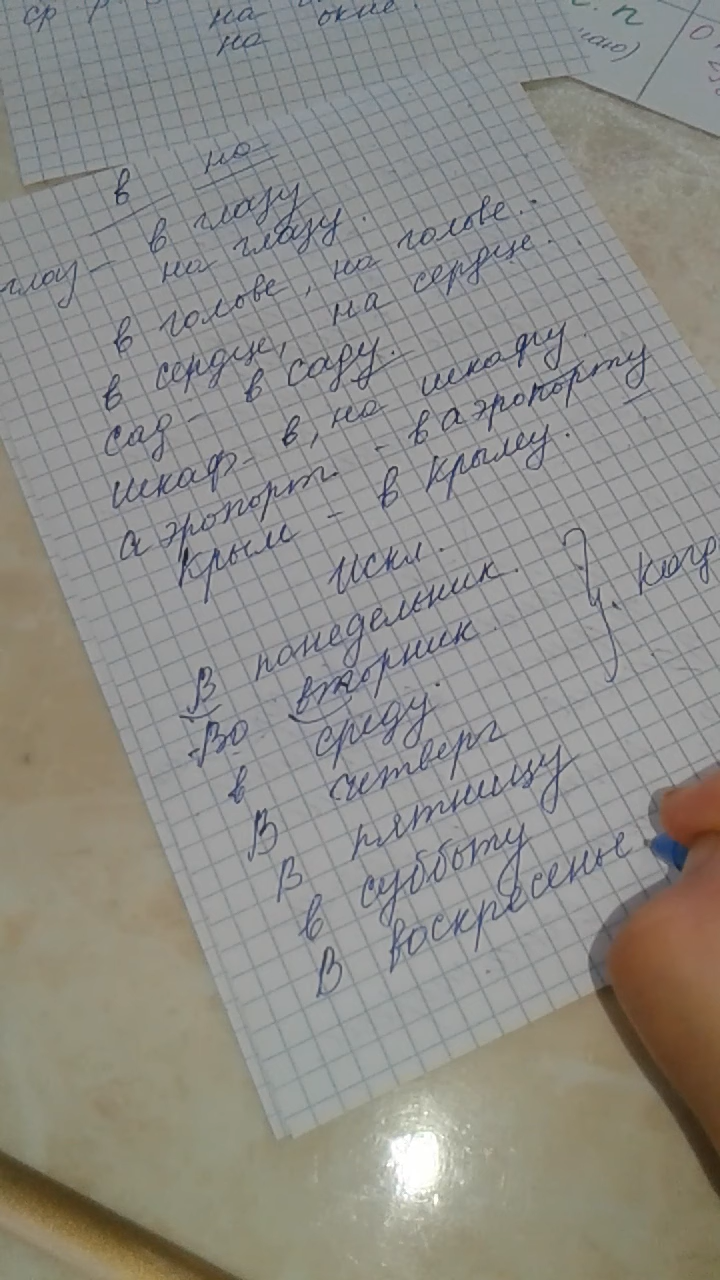 ср
на окне.
на
п
в на
глаз - в глазу
на глазу.
в голове, на голове..
в сердце, на сердце.
сад - в саду.
шкаф - в, на шкафу.
аэропорт - в аэропорту
Крым - в Крыму.
Искл.
В понедельник.
Во вторник.
в среду.
В четверг
В пятницу
в субботу
В воскресенье